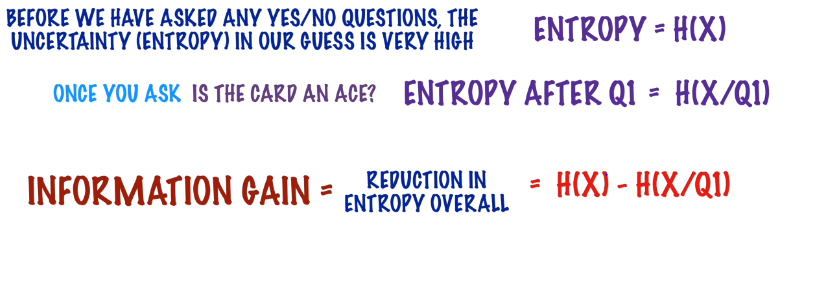 BEFORE WE HAVE ASKED ANY YES/NO QUESTIONS, THE
UNCERTAINTY (ENTROPY) IN OUR GUESS IS VERY HIGH
ENTROPY = H(X)
ONCE YOU ASK IS THE CARD AN ACE?
ENTROPY AFTER Q1 = H(X/Q1)
INFORMATION GAIN =
REDUCTION IN
ENTROPY OVERALL
= H(X) - H(X/Q1)